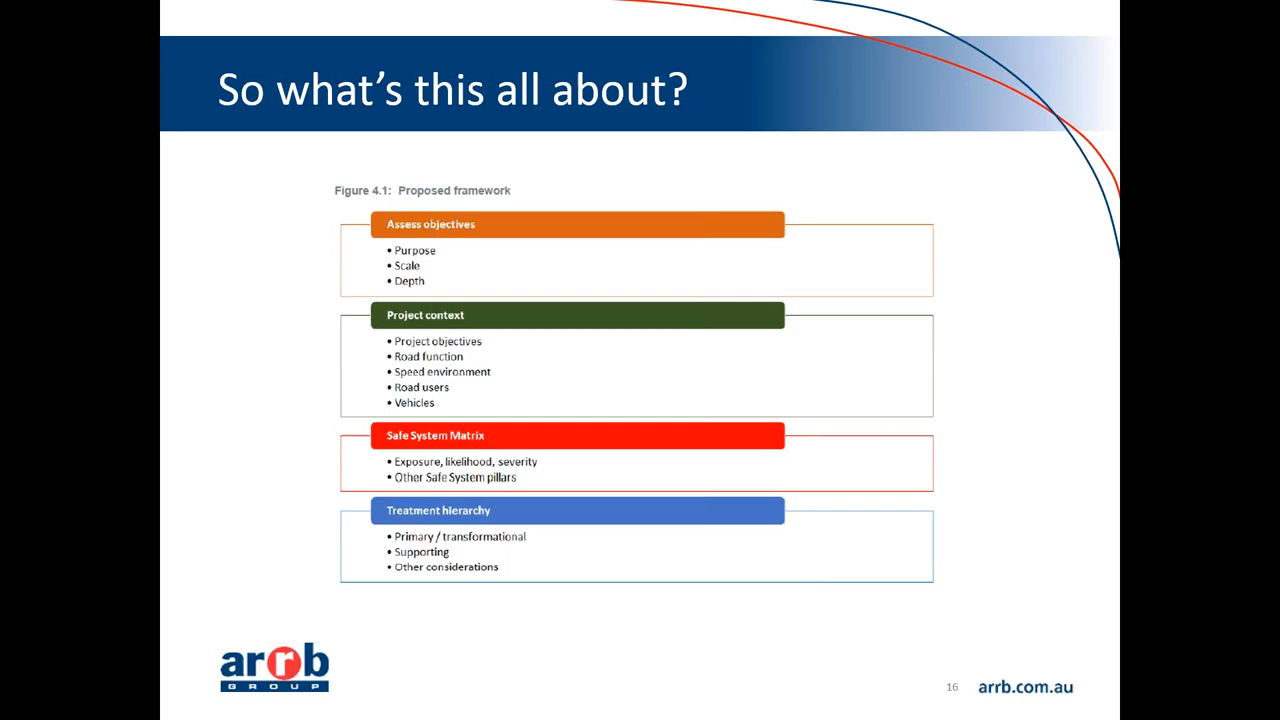 So what's this all about?
Figure 4.1: Proposed framework
Assess objectives
• Purpose
• Scale
• Depth
Project context
• Project objectives
• Road function
• Speed environment
• Road users
• Vehicles
Safe System Matrix
• Exposure, likelihood, severity
• Other Safe System pillars
Treatment hierarchy
• Primary / transformational
• Supporting
• Other considerations
arrb
GROUP
16 arrb.com.au